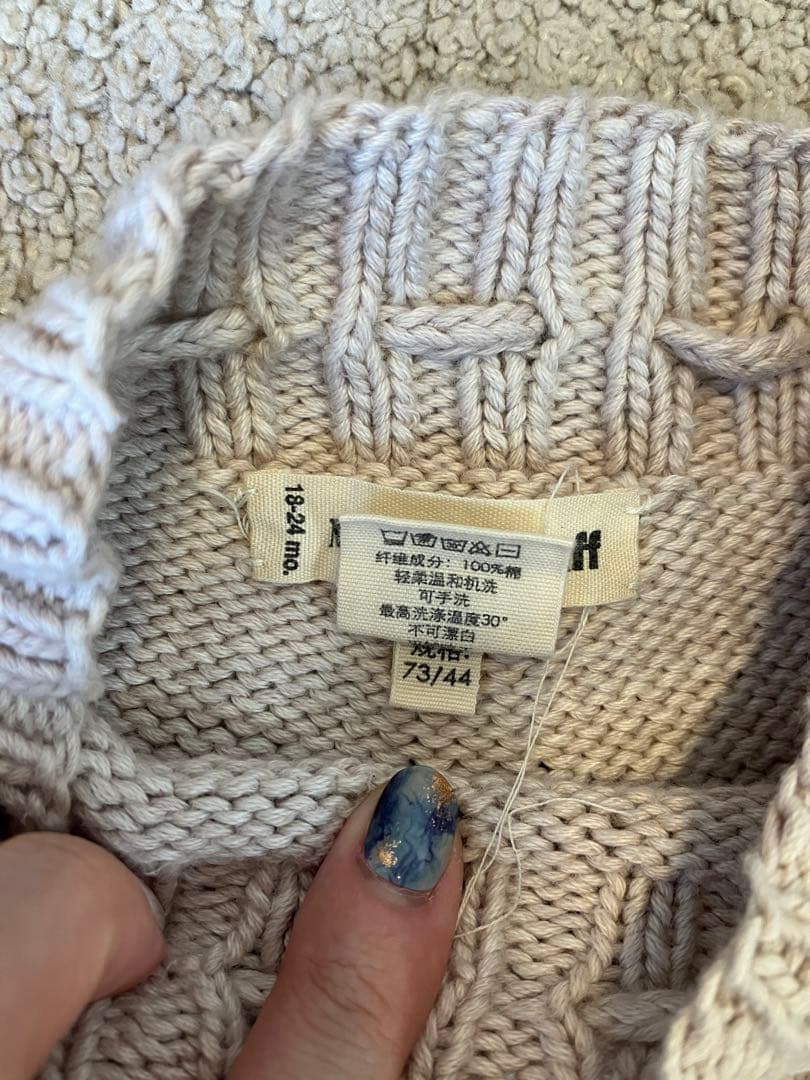 18-24 mo.
纤维成分：100%棉
轻柔温和机洗
可手洗
最高洗涤温度30°
不可漂白
规格:
73/44